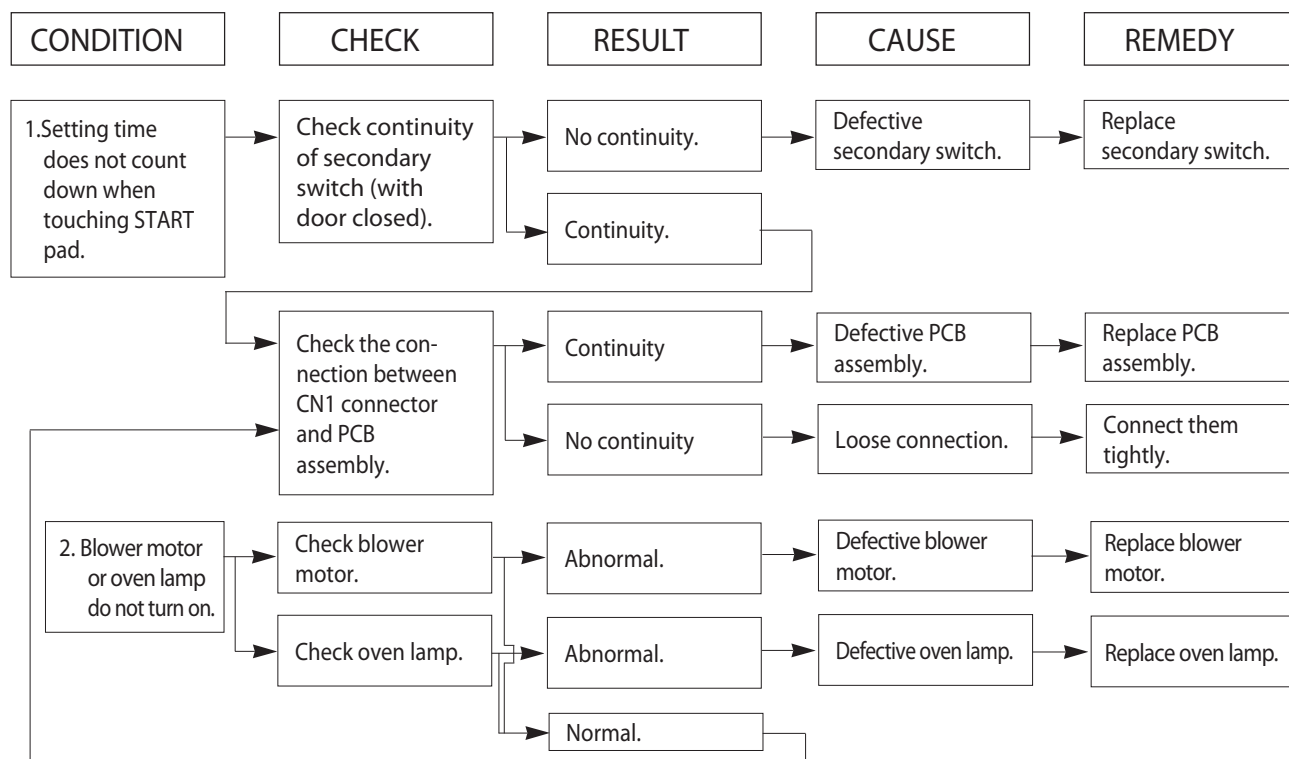 CONDITION
CHECK
RESULT
CAUSE
REMEDY
1.Setting time
does not count
down when
touching START
pad.
Check continuity
of secondary
switch (with
door closed).
No continuity.
Defective
secondary switch.
Replace
secondary switch.
Continuity.
Check the con-
nection between
CN1 connector
and PCB
assembly.
Continuity
Defective PCB
assembly.
Replace PCB
assembly.
No continuity
Loose connection.
Connect them
tightly.
2. Blower motor
or oven lamp
do not turn on.
Check blower
motor.
Abnormal.
Defective blower
motor.
Replace blower
motor.
Check oven lamp.
Abnormal.
Defective oven lamp.
Replace oven lamp.
Normal.